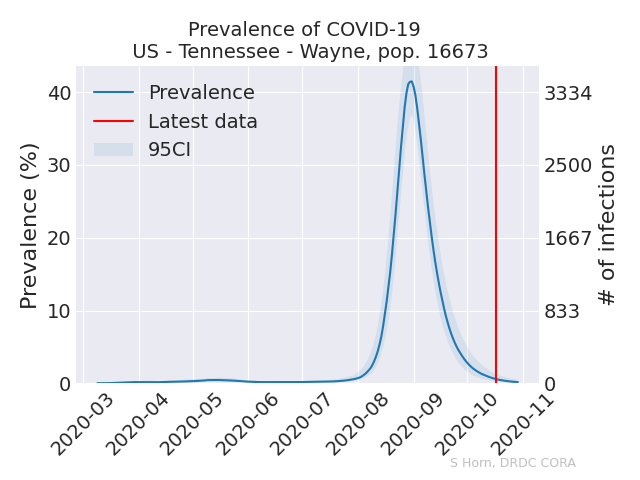 Prevalence of COVID-19
US - Tennessee - Wayne, pop. 16673
Prevalence
Latest data
95CI
Prevalence (%)
40
30
20
10
0
3334
2500
1667
833
0
# of infections
2020-03
2020-04
2020-05
2020-06
2020-07
2020-08
2020-09
2020-10
2020-11
S Horn, DRDC CORA